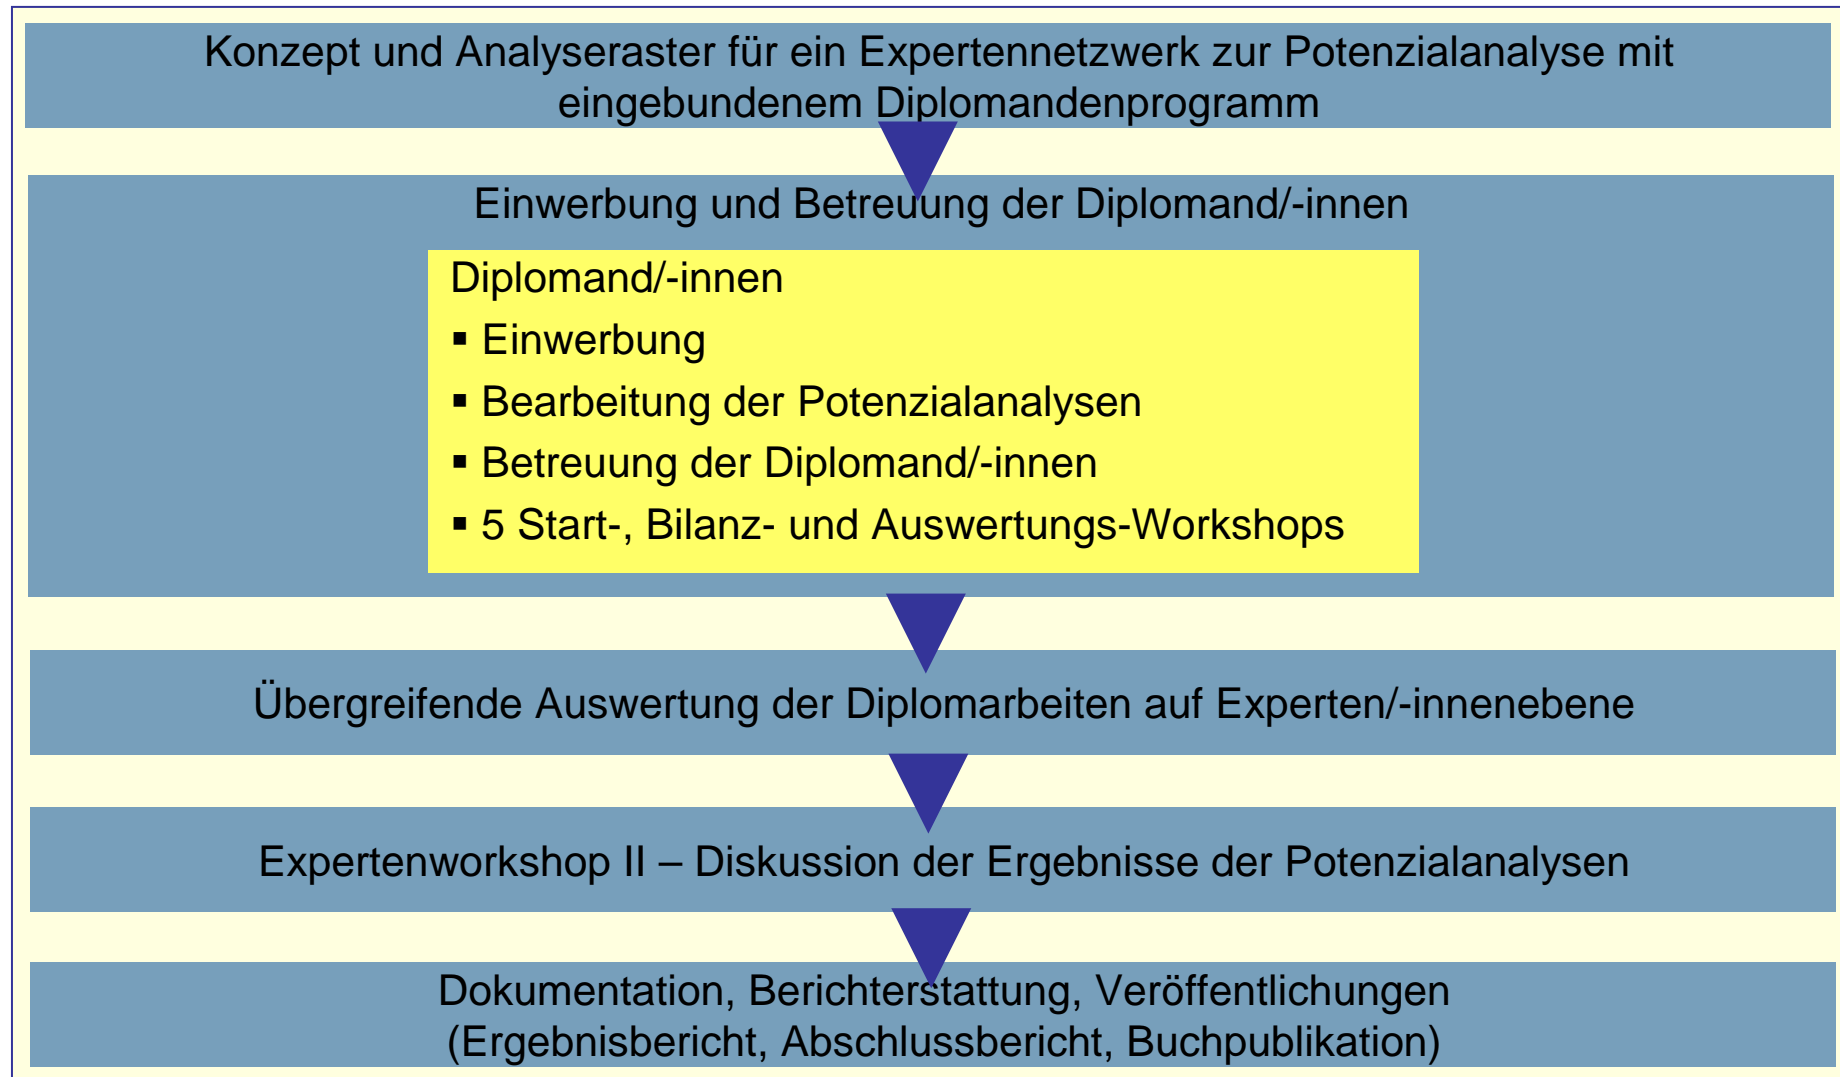 Konzept und Analyseraster für ein Expertennetzwerk zur Potenzialanalyse mit
eingebundenem Diplomandenprogramm
Einwerbung und Betreuung der Diplomand/-innen
Diplomand/-innen
▪ Einwerbung
▪ Bearbeitung der Potenzialanalysen
▪ Betreuung der Diplomand/-innen
▪ 5 Start-, Bilanz- und Auswertungs-Workshops
Übergreifende Auswertung der Diplomarbeiten auf Experten/-innenebene
Expertenworkshop II – Diskussion der Ergebnisse der Potenzialanalysen
Dokumentation, Berichterstattung, Veröffentlichungen
(Ergebnisbericht, Abschlussbericht, Buchpublikation)